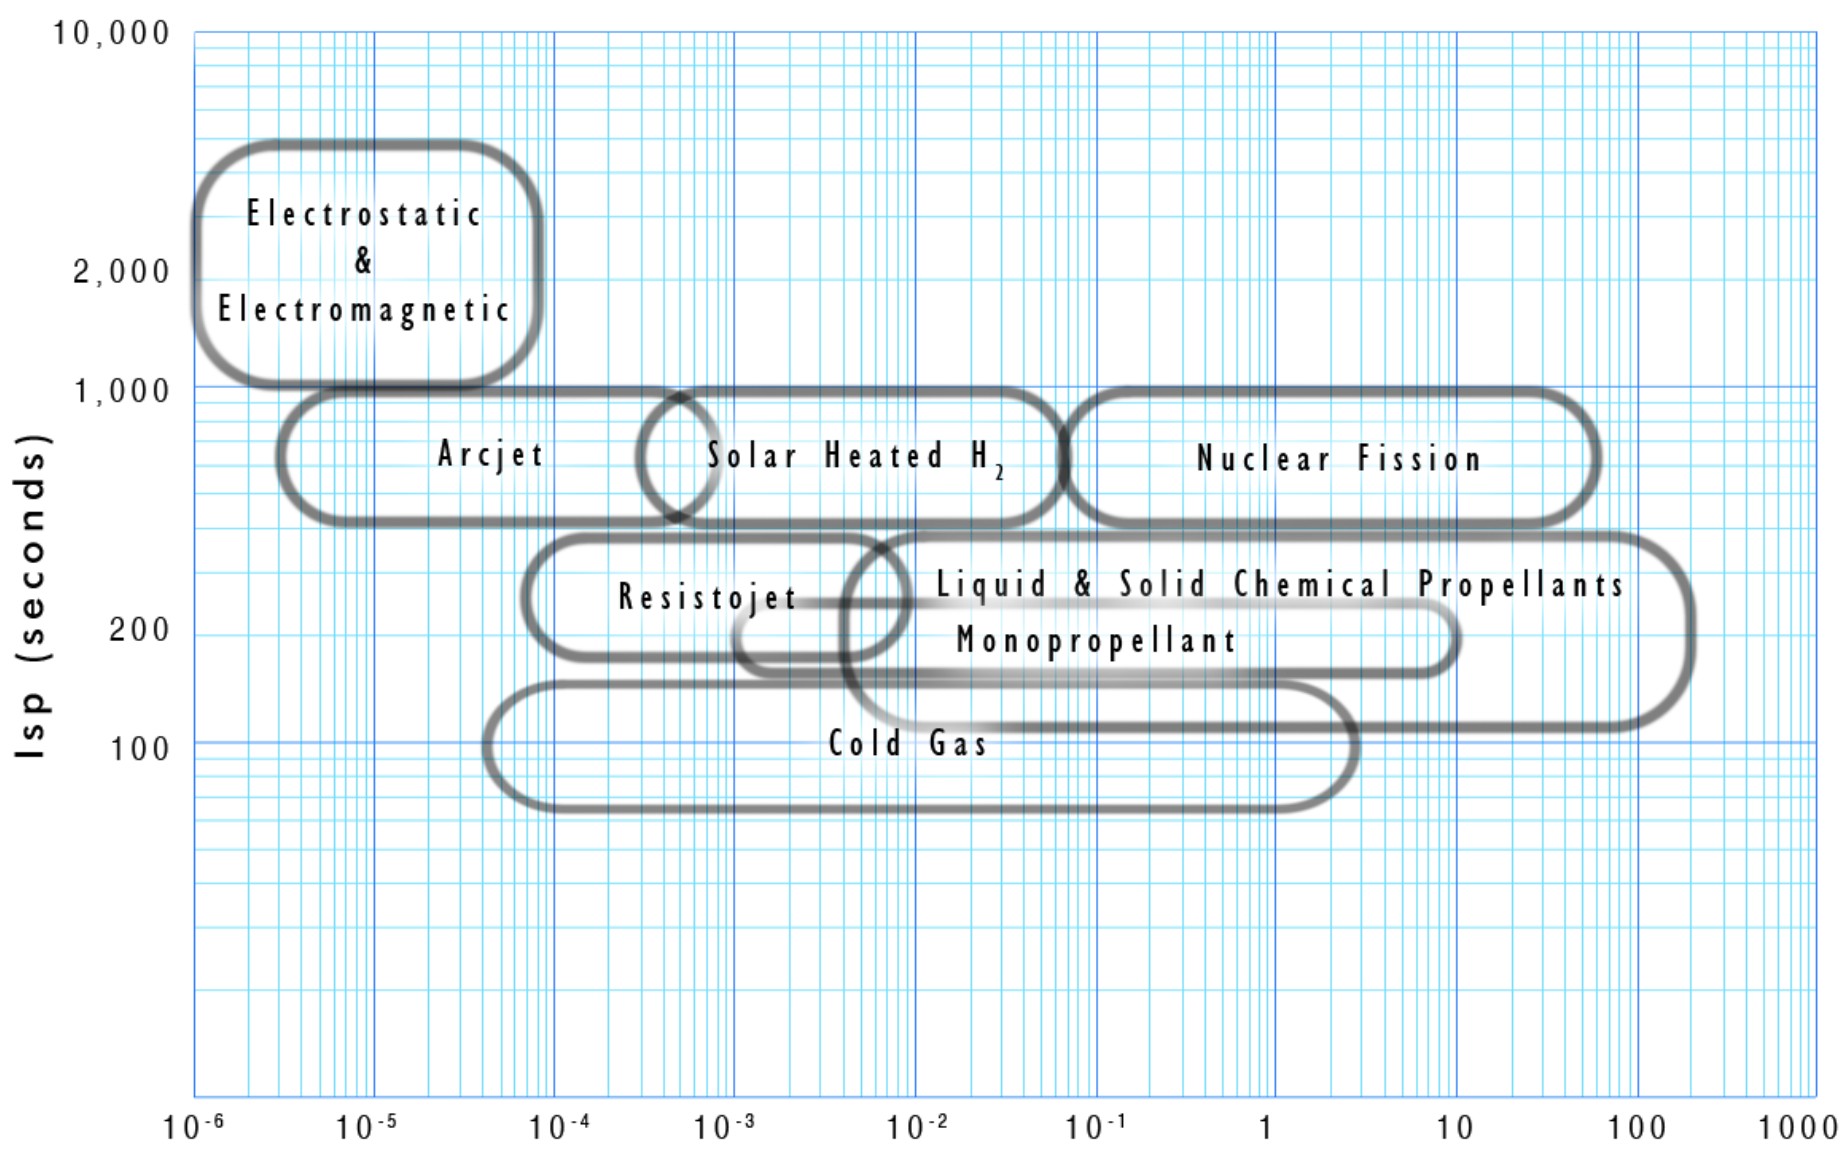 10,000
Electrostatic
&
Electromagnetic
2,000
1,000
Arcjet
Solar Heated H₂
Nuclear Fission
Isp (seconds)
Resistojet
Liquid & Solid Chemical Propellants
200
Monopropellant
100
Cold Gas
10⁻⁶ 10⁻⁵ 10⁻⁴ 10⁻³ 10⁻² 10⁻¹ 1 10 100 1000